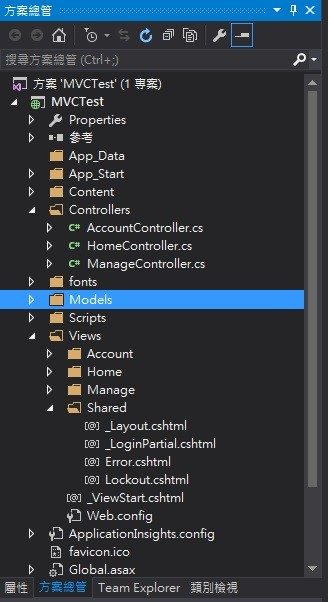 方案總管
搜尋方案總管 (Ctrl+;)
方案 'MVCTest' (1 專案)
MVCTest
Properties
參考
App_Data
App_Start
Content
Controllers
AccountController.cs
HomeController.cs
ManageController.cs
fonts
Models
Scripts
Views
Account
Home
Manage
Shared
_Layout.cshtml
_LoginPartial.cshtml
Error.cshtml
Lockout.cshtml
_ViewStart.cshtml
Web.config
ApplicationInsights.config
favicon.ico
Global.asax
屬性 方案總管 Team Explorer 類別檢視